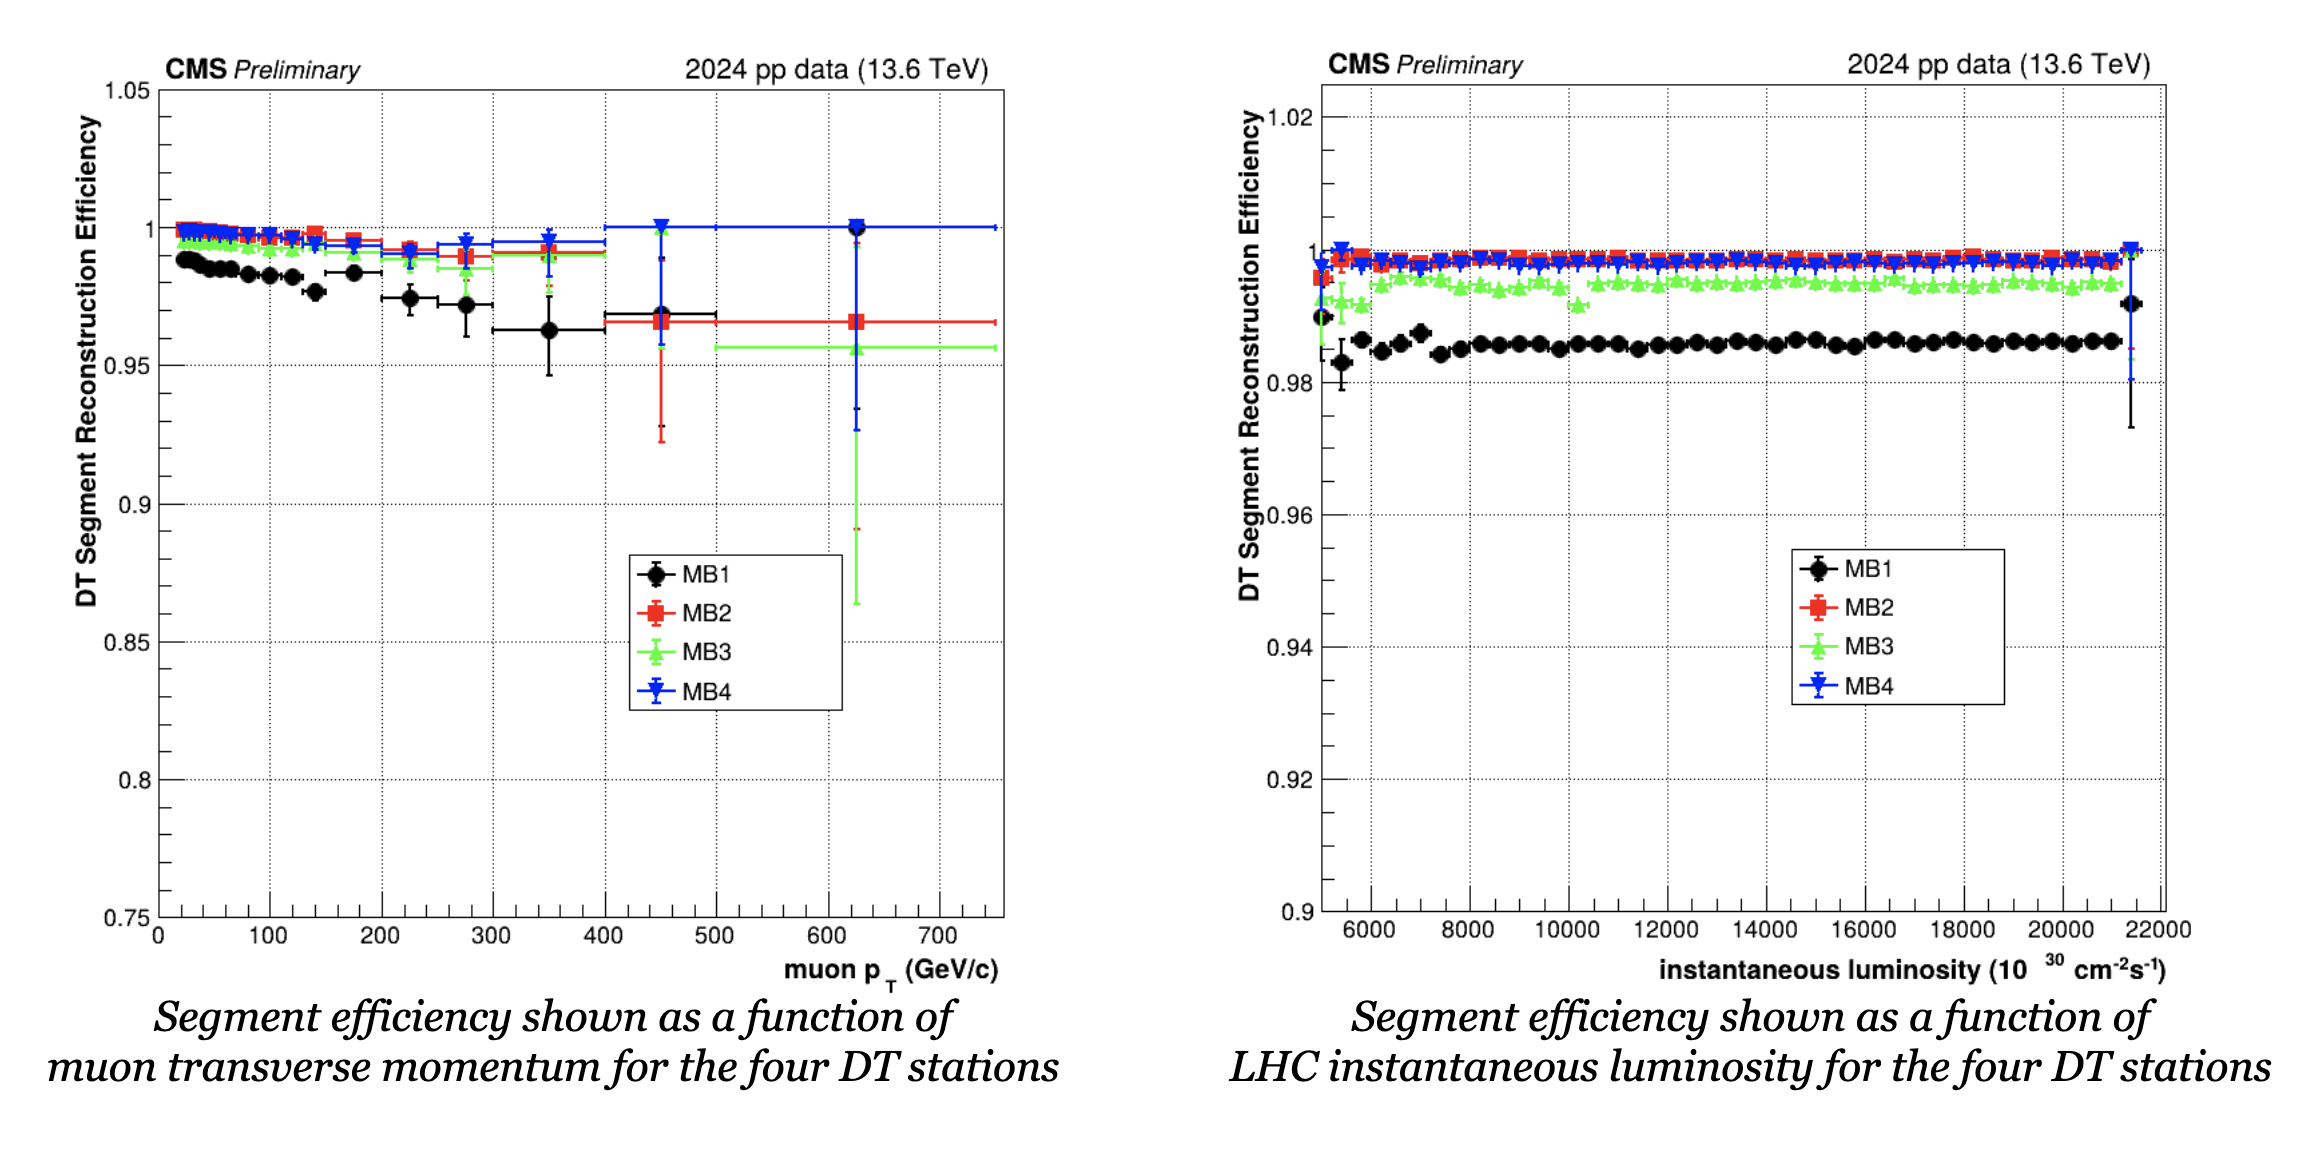 CMS Preliminary 2024 pp data (13.6 TeV)
DT Segment Reconstruction Efficiency
1.05
1
0.95
0.9
0.85
0.8
0.75
MB1
MB2
MB3
MB4
0 100 200 300 400 500 600 700
muon p_T (GeV/c)
Segment efficiency shown as a function of
muon transverse momentum for the four DT stations
CMS Preliminary 2024 pp data (13.6 TeV)
DT Segment Reconstruction Efficiency
1.02
1
0.98
0.96
0.94
0.92
0.9
MB1
MB2
MB3
MB4
6000 8000 10000 12000 14000 16000 18000 20000 22000
instantaneous luminosity (10 ³⁰ cm⁻²s⁻¹)
Segment efficiency shown as a function of
LHC instantaneous luminosity for the four DT stations